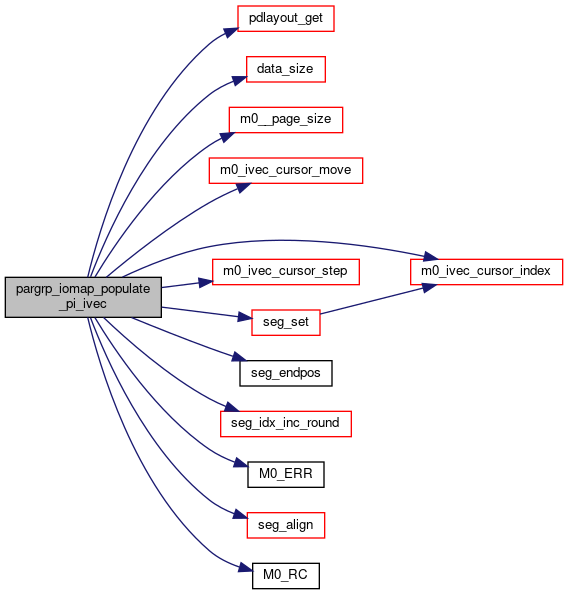 pdlayout_get
data_size
m0__page_size
m0_ivec_cursor_move
m0_ivec_cursor_step
m0_ivec_cursor_index
pargrp_iomap_populate
_pi_ivec
seg_set
seg_endpos
seg_idx_inc_round
M0_ERR
seg_align
M0_RC